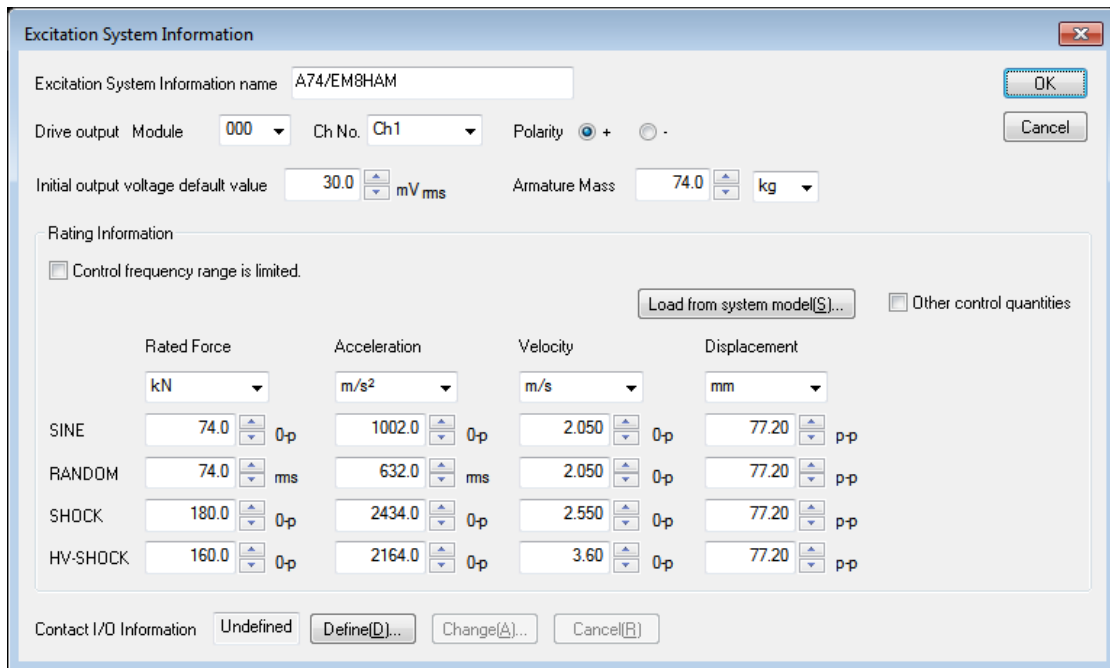 Excitation System Information
Excitation System Information name A74/EM8HAM OK
Drive output Module 000 Ch No. Ch1 Polarity + - Cancel
Initial output voltage default value 30.0 mV rms Armature Mass 74.0 kg
Rating Information
Control frequency range is limited.
Load from system model(S)... Other control quantities
Rated Force Acceleration Velocity Displacement
kN m/s² m/s mm
SINE 74.0 0-p 1002.0 0-p 2.050 0-p 77.20 p-p
RANDOM 74.0 rms 632.0 rms 2.050 0-p 77.20 p-p
SHOCK 180.0 0-p 2434.0 0-p 2.550 0-p 77.20 p-p
HV-SHOCK 160.0 0-p 2164.0 0-p 3.60 0-p 77.20 p-p
Contact I/O Information Undefined Define(D)... Change(A)... Cancel(R)